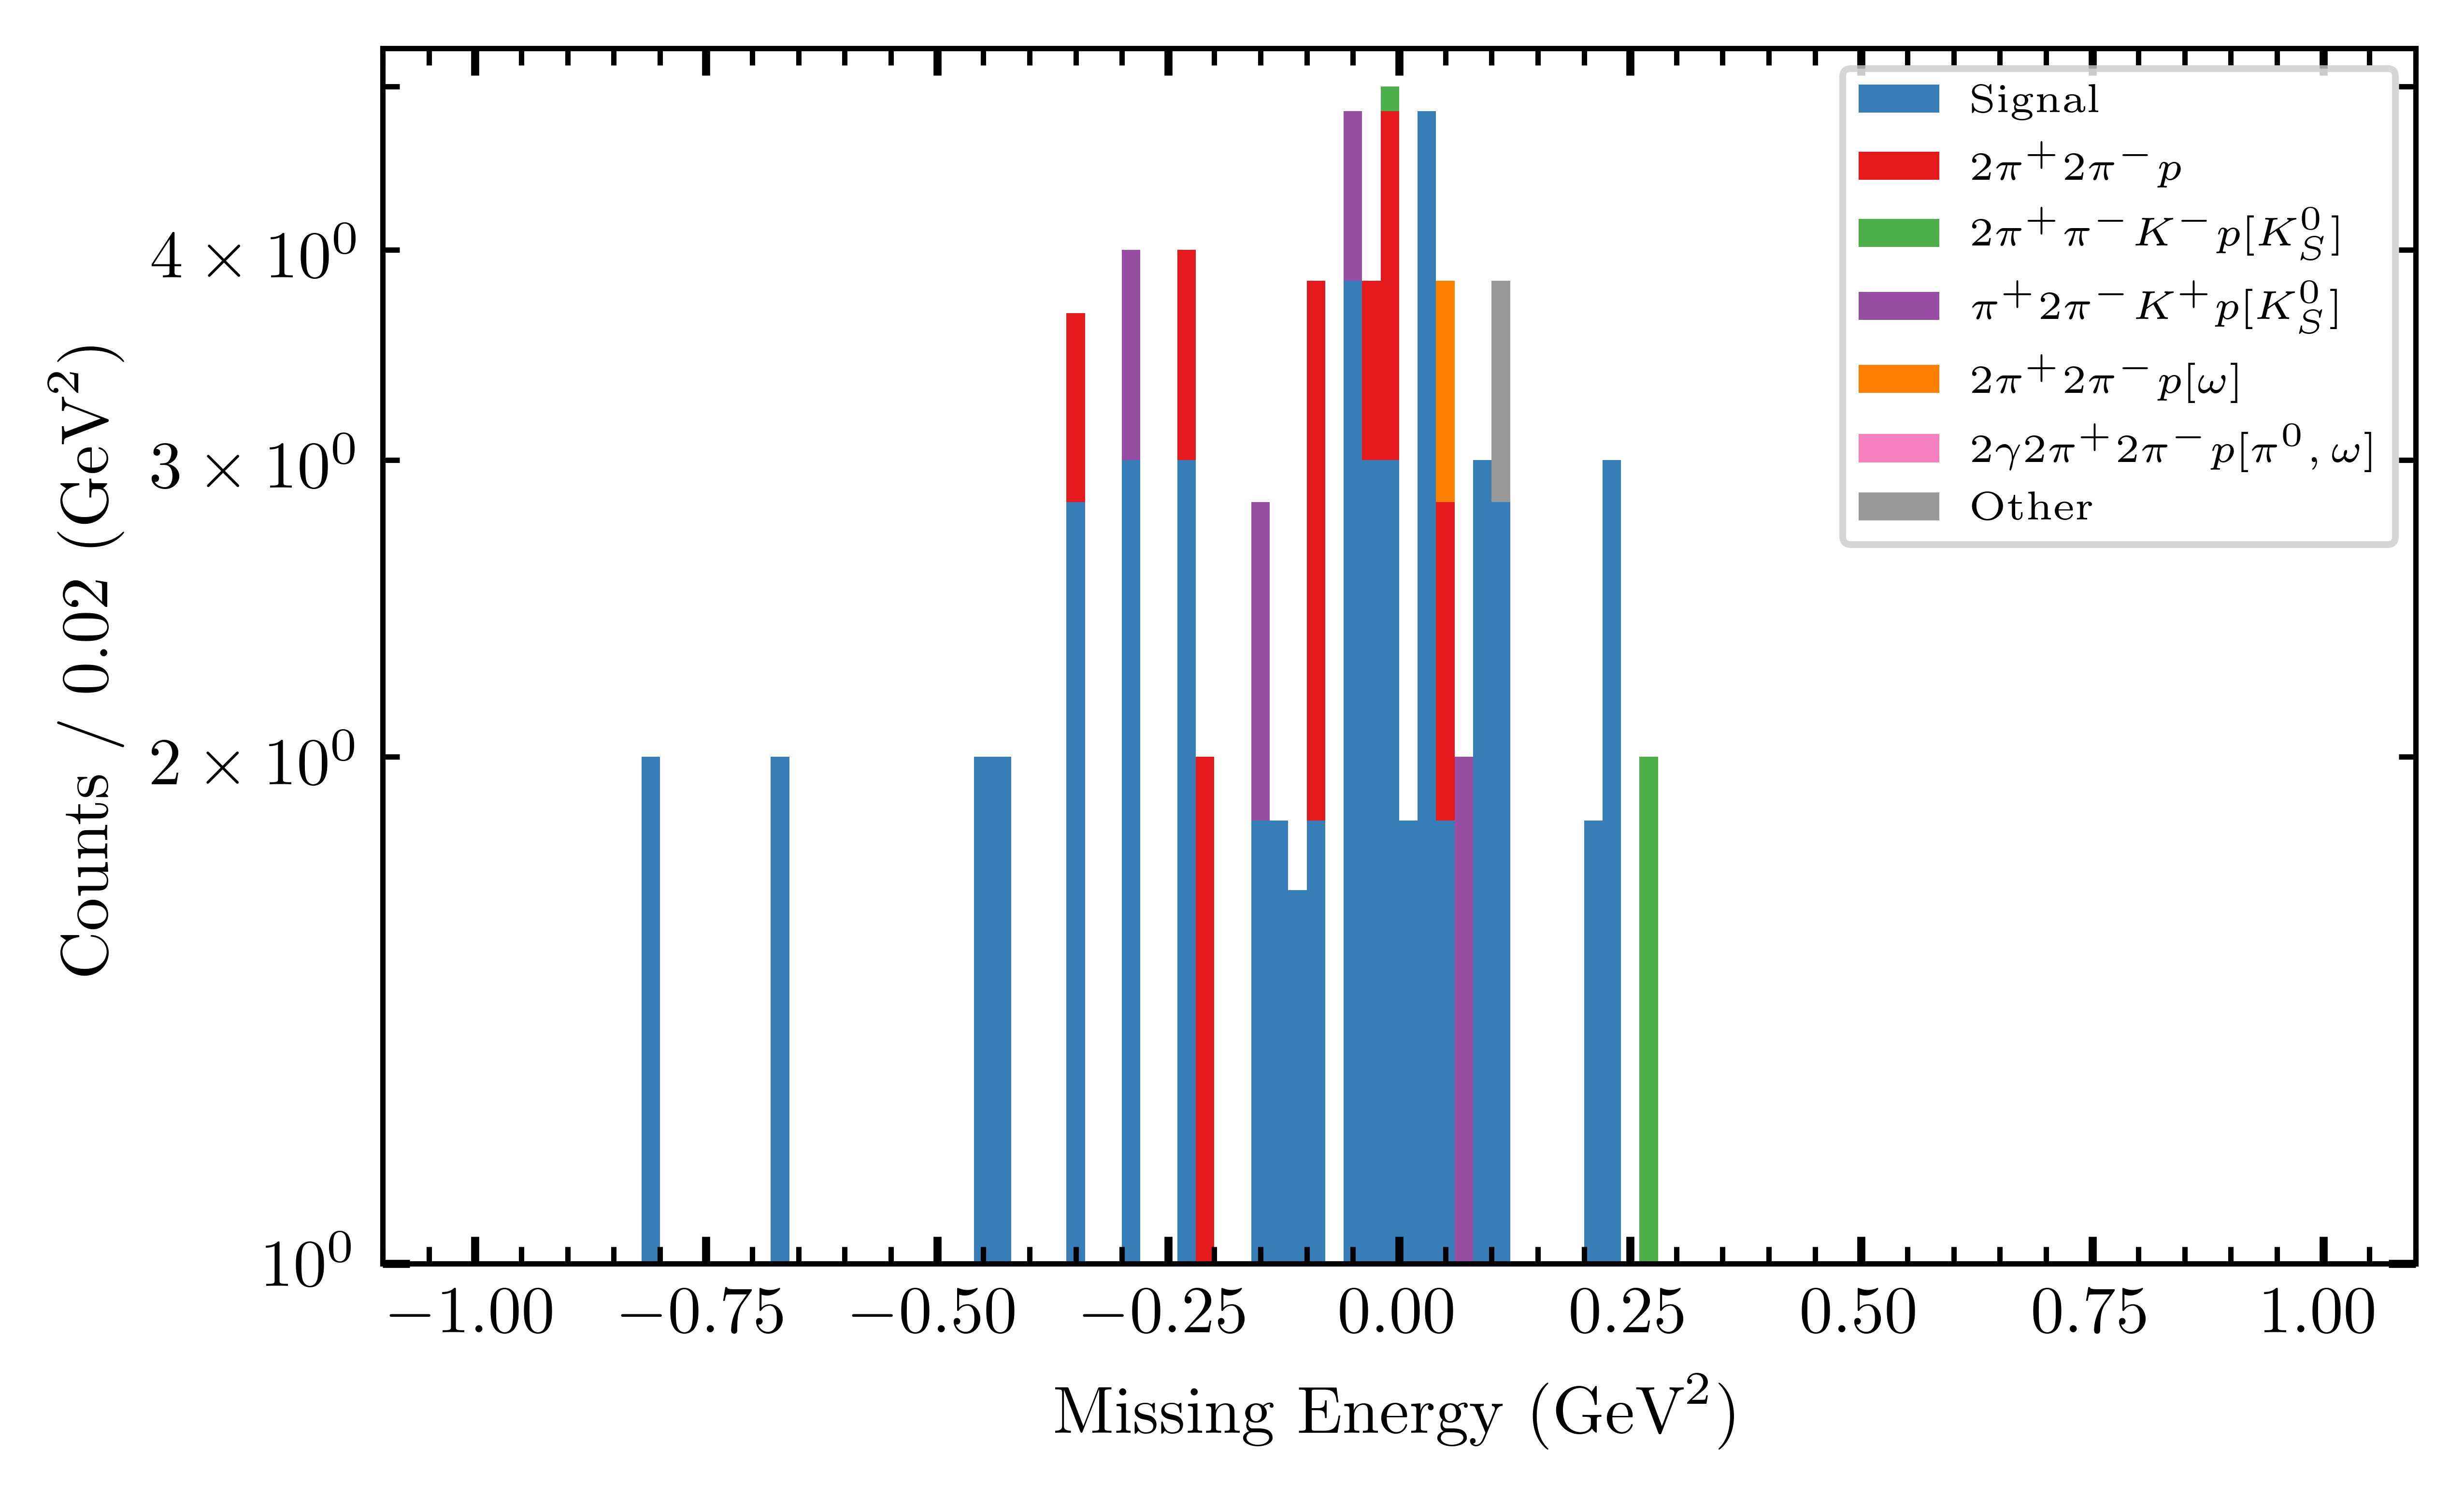 Counts / 0.02 (GeV²)
4 × 10⁰
3 × 10⁰
2 × 10⁰
10⁰
−1.00 −0.75 −0.50 −0.25 0.00 0.25 0.50 0.75 1.00
Missing Energy (GeV²)
Signal
2π⁺2π⁻p
2π⁺π⁻K⁻p[K⁰_S]
π⁺2π⁻K⁺p[K⁰_S]
2π⁺2π⁻p[ω]
2γ2π⁺2π⁻p[π⁰, ω]
Other